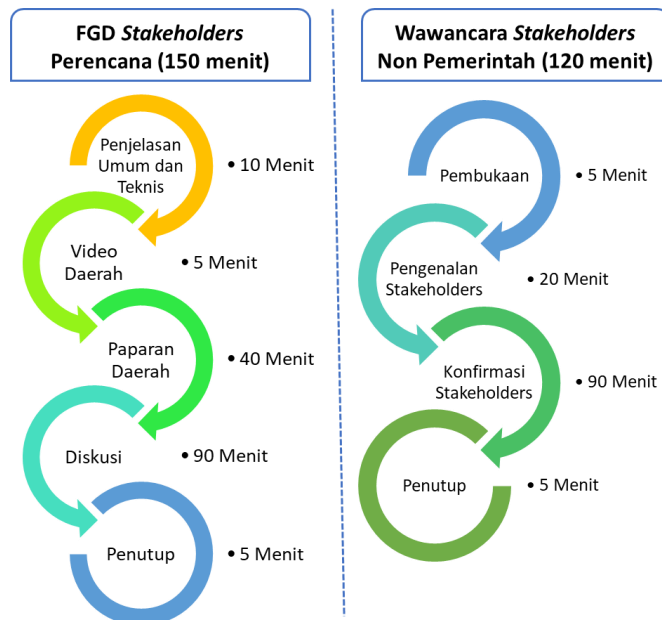 FGD Stakeholders
Perencana (150 menit)
Penjelasan
Umum dan
Teknis
• 10 Menit
Video
Daerah
• 5 Menit
Paparan
Daerah
• 40 Menit
Diskusi
• 90 Menit
Penutup
• 5 Menit
Wawancara Stakeholders
Non Pemerintah (120 menit)
Pembukaan
• 5 Menit
Pengenalan
Stakeholders
• 20 Menit
Konfirmasi
Stakeholders
• 90 Menit
Penutup
• 5 Menit